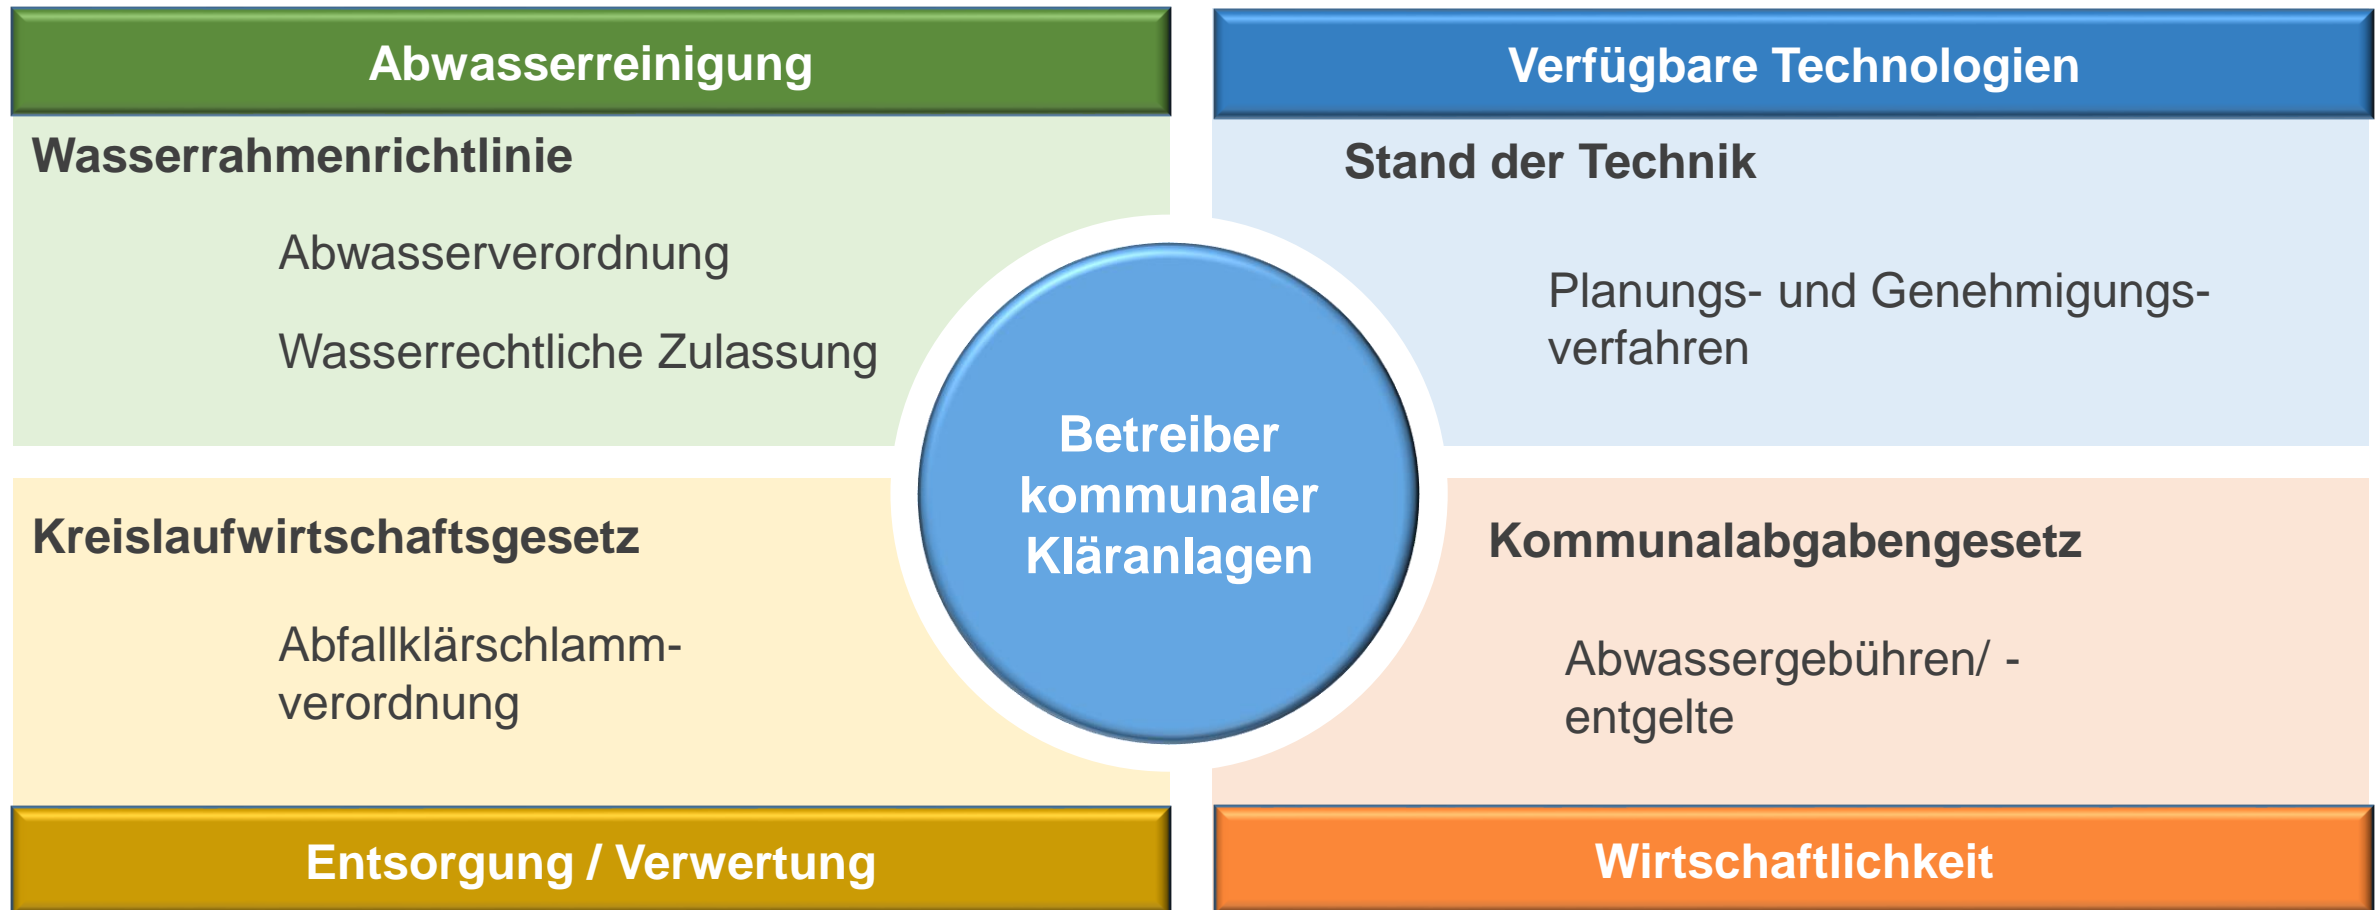 Abwasserreinigung
Wasserrahmenrichtlinie
Abwasserverordnung
Wasserrechtliche Zulassung
Verfügbare Technologien
Stand der Technik
Planungs- und Genehmigungs-
verfahren
Betreiber
kommunaler
Kläranlagen
Kreislaufwirtschaftsgesetz
Abfallklärschlamm-
verordnung
Entsorgung / Verwertung
Kommunalabgabengesetz
Abwassergebühren/ -
entgelte
Wirtschaftlichkeit